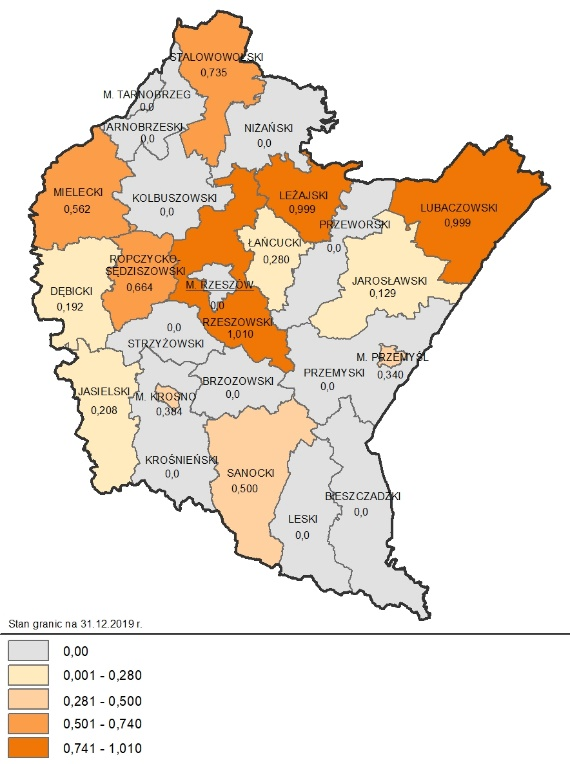 STALOWOWOLSKI
0,735
M. TARNOBRZEG
0,0
TARNOBRZESKI
0,0
NIŻAŃSKI
0,0
MIELECKI
0,562
KOLBUSZOWSKI
0,0
LEŻAJSKI
0,999
LUBACZOWSKI
0,999
PRZEWORSKI
0,0
ŁAŃCUCKI
0,280
ROPCZYCKO-
SĘDZISZOWSKI
0,664
DĘBICKI
0,192
JAROSŁAWSKI
0,129
M. RZESZÓW
0,0
RZESZOWSKI
1,010
0,0
STRZYŻOWSKI
M. PRZEMYŚL
0,340
PRZEMYSKI
0,0
BRZOZOWSKI
0,0
JASIELSKI
0,208
M. KROSNO
0,384
KROŚNIEŃSKI
0,0
SANOCKI
0,500
BIESZCZADZKI
0,0
LESKI
0,0
Stan granic na 31.12.2019 r.
0,00
0,001 - 0,280
0,281 - 0,500
0,501 - 0,740
0,741 - 1,010